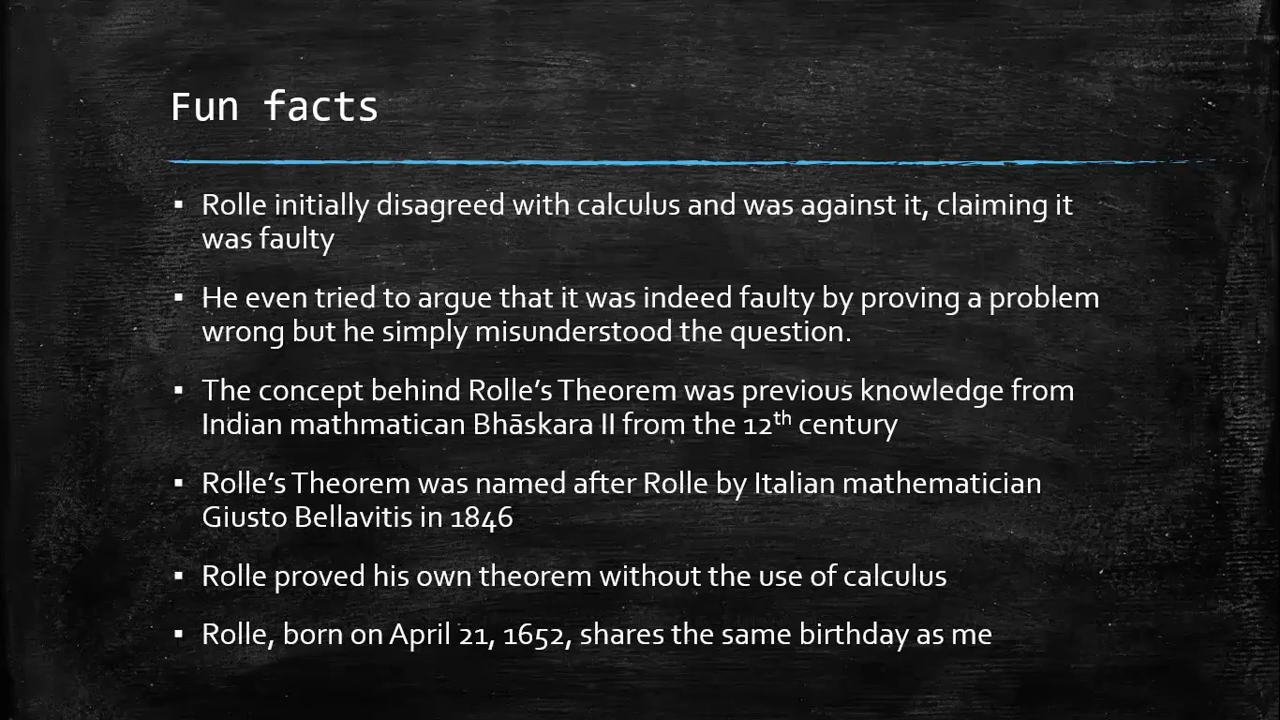 Fun facts
▪ Rolle initially disagreed with calculus and was against it, claiming it
was faulty
▪ He even tried to argue that it was indeed faulty by proving a problem
wrong but he simply misunderstood the question.
▪ The concept behind Rolle’s Theorem was previous knowledge from
Indian mathmatican Bhāskara II from the 12th century
▪ Rolle’s Theorem was named after Rolle by Italian mathematician
Giusto Bellavitis in 1846
▪ Rolle proved his own theorem without the use of calculus
▪ Rolle, born on April 21, 1652, shares the same birthday as me